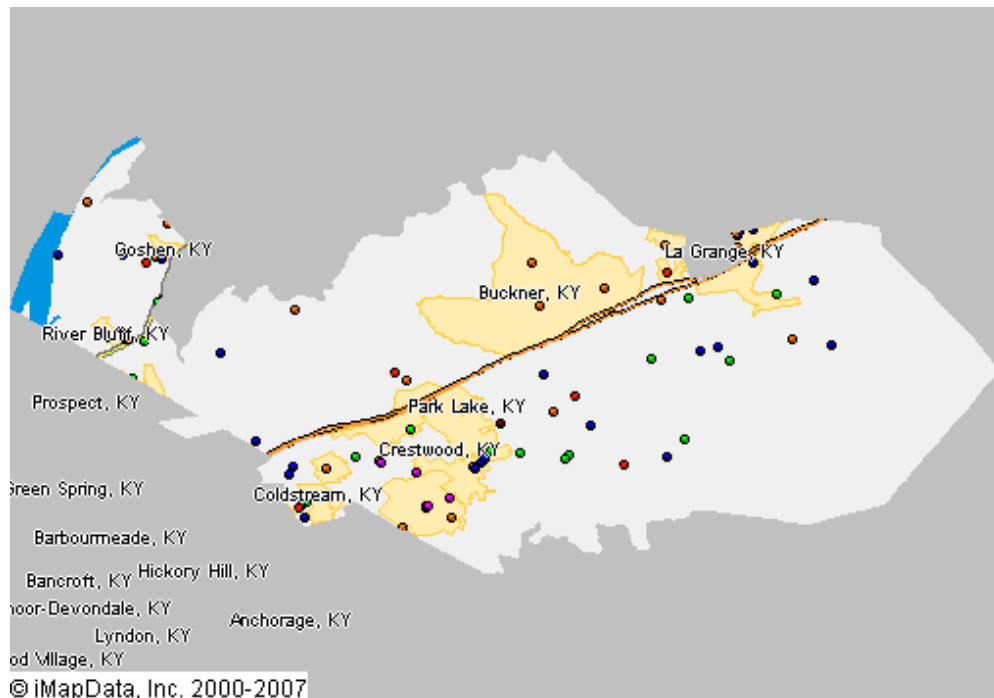 Goshen, KY
La Grange, KY
Buckner, KY
River Bluff, KY
Prospect, KY
Park Lake, KY
Crestwood, KY
Green Spring, KY
Coldstream, KY
Barbourmeade, KY
Bancroft, KY
Hickory Hill, KY
moor-Devondale, KY
Anchorage, KY
Lyndon, KY
od Village, KY
© iMapData, Inc. 2000-2007